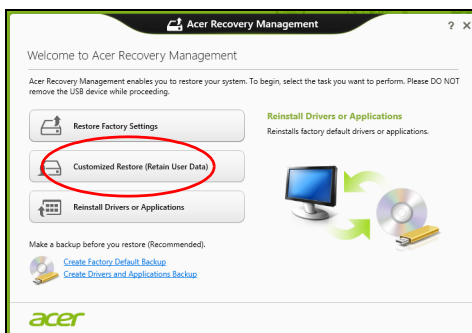 Acer Recovery Management
? X
Welcome to Acer Recovery Management
Acer Recovery Management enables you to restore your system. To begin, select the task you want to perform. Please DO NOT
remove the USB device while proceeding.
Restore Factory Settings
Customized Restore (Retain User Data)
Reinstall Drivers or Applications
Reinstall Drivers or Applications
Reinstalls factory default drivers or applications.
Make a backup before you restore (Recommended).
Create Factory Default Backup
Create Drivers and Applications Backup
acer